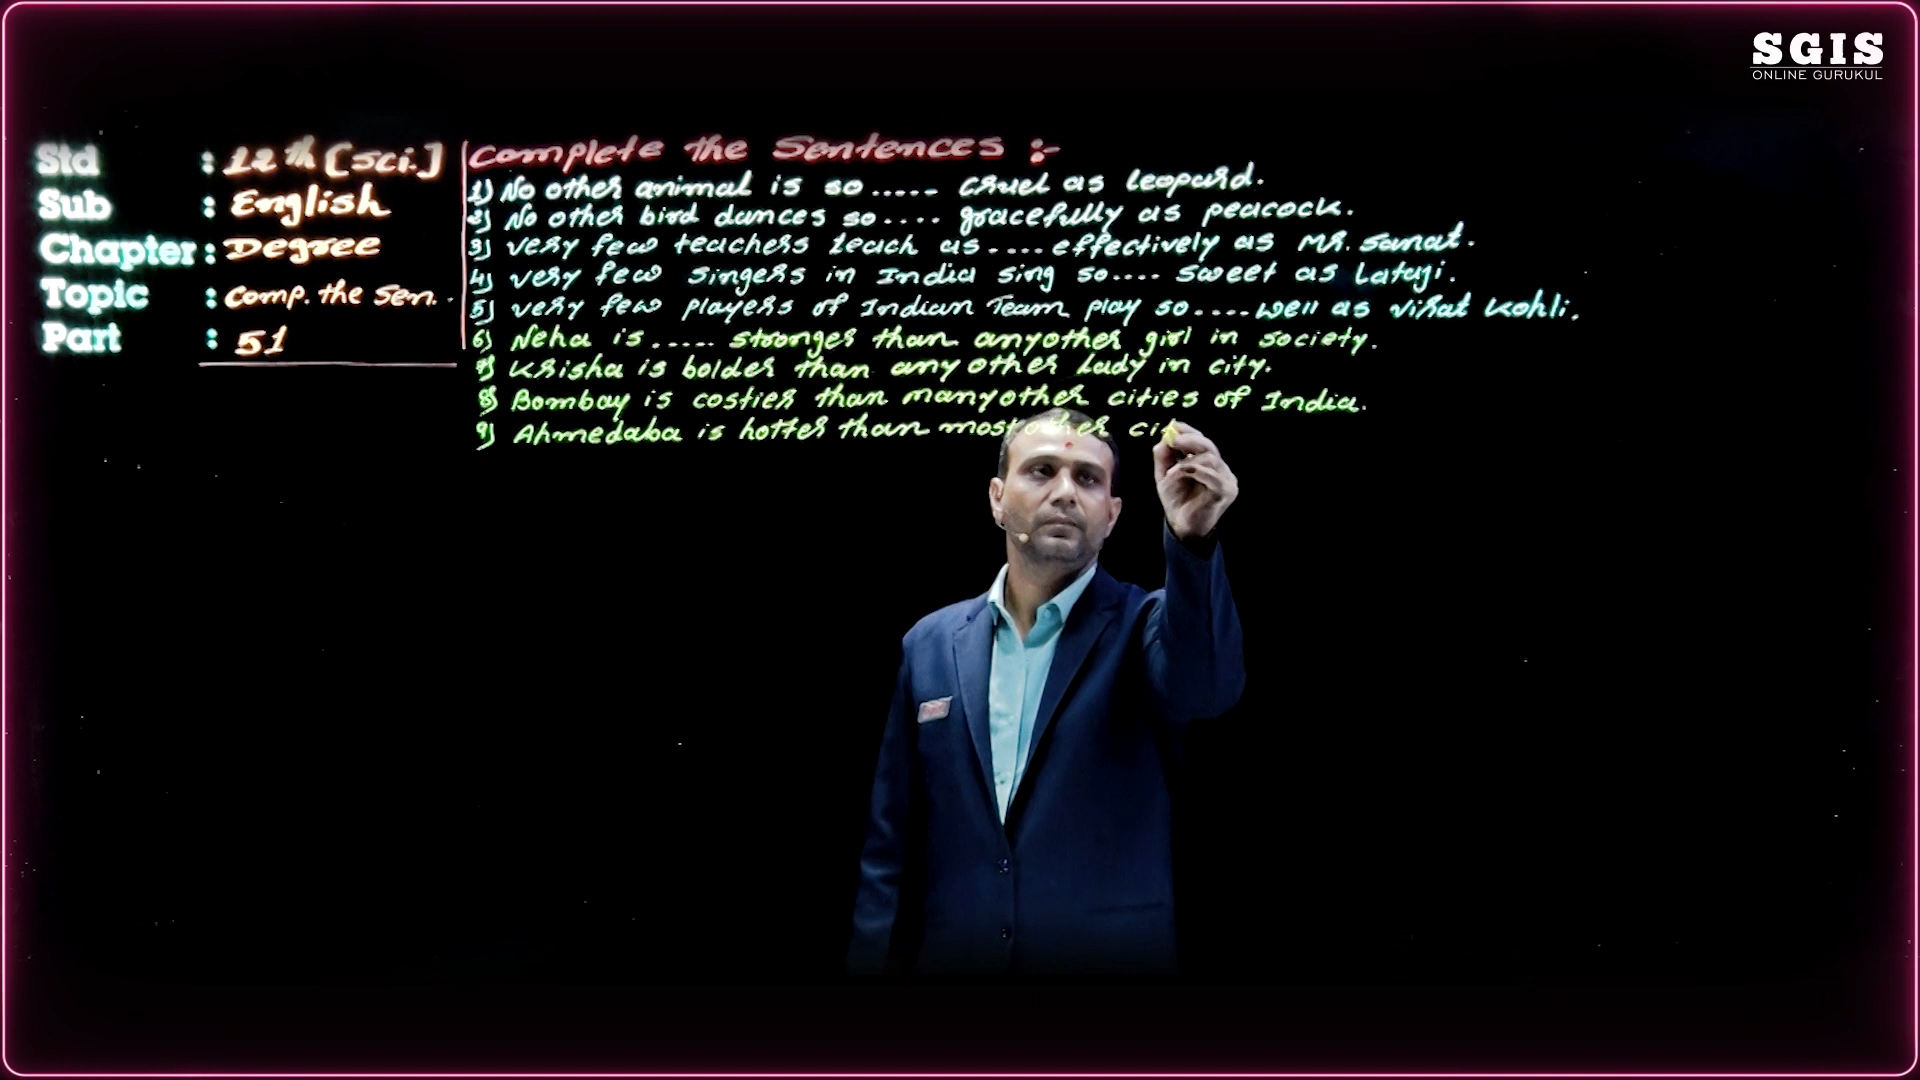 SGIS
ONLINE GURUKUL
Std : 12th [Sci.]
Sub : English
Chapter : Degree
Topic : Comp. the Sen.
Part : 51
Complete the Sentences :-
1) No other animal is so ..... cruel as leopard.
2) No other bird dances so .... gracefully as peacock.
3) very few teachers teach as .... effectively as Mr. Sanat.
4) very few singers in India sing so .... sweet as Lataji.
5) very few players of Indian Team play so .... well as virat kohli.
6) Neha is ..... stronger than anyother girl in society.
7) Krisha is bolder than any other Lady in city.
8) Bombay is costier than manyother cities of India.
9) Ahmedaba is hotter than most other cit